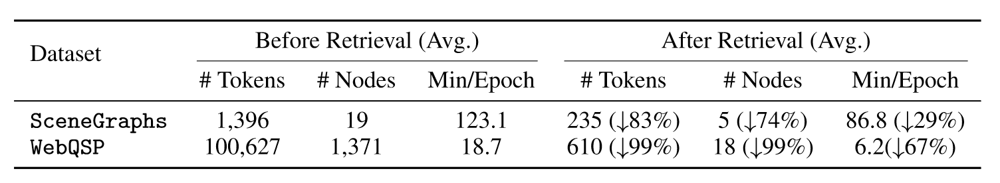 Dataset Before Retrieval (Avg.) After Retrieval (Avg.)
# Tokens # Nodes Min/Epoch # Tokens # Nodes Min/Epoch
SceneGraphs 1,396 19 123.1 235 (↓83%) 5 (↓74%) 86.8 (↓29%)
WebQSP 100,627 1,371 18.7 610 (↓99%) 18 (↓99%) 6.2(↓67%)